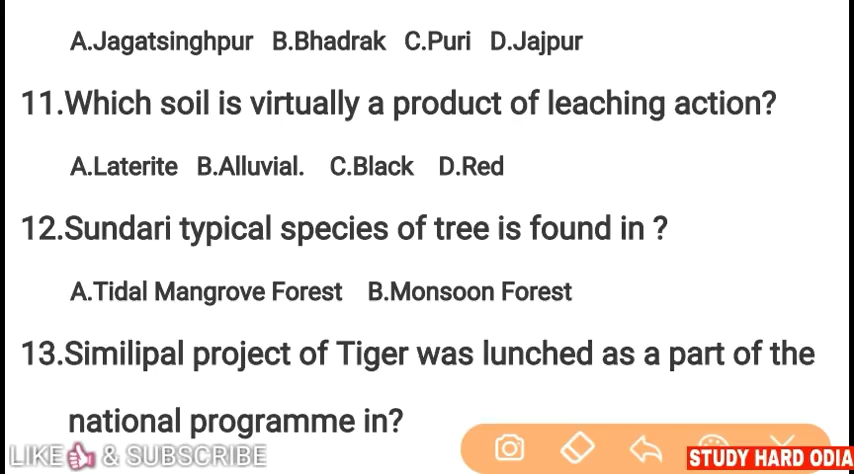 A.Jagatsinghpur B.Bhadrak C.Puri D.Jajpur
11.Which soil is virtually a product of leaching action?
A.Laterite B.Alluvial. C.Black D.Red
12.Sundari typical species of tree is found in ?
A.Tidal Mangrove Forest B.Monsoon Forest
13.Similipal project of Tiger was lunched as a part of the
national programme in?
LIKE & SUBSCRIBE
STUDY HARD ODIA